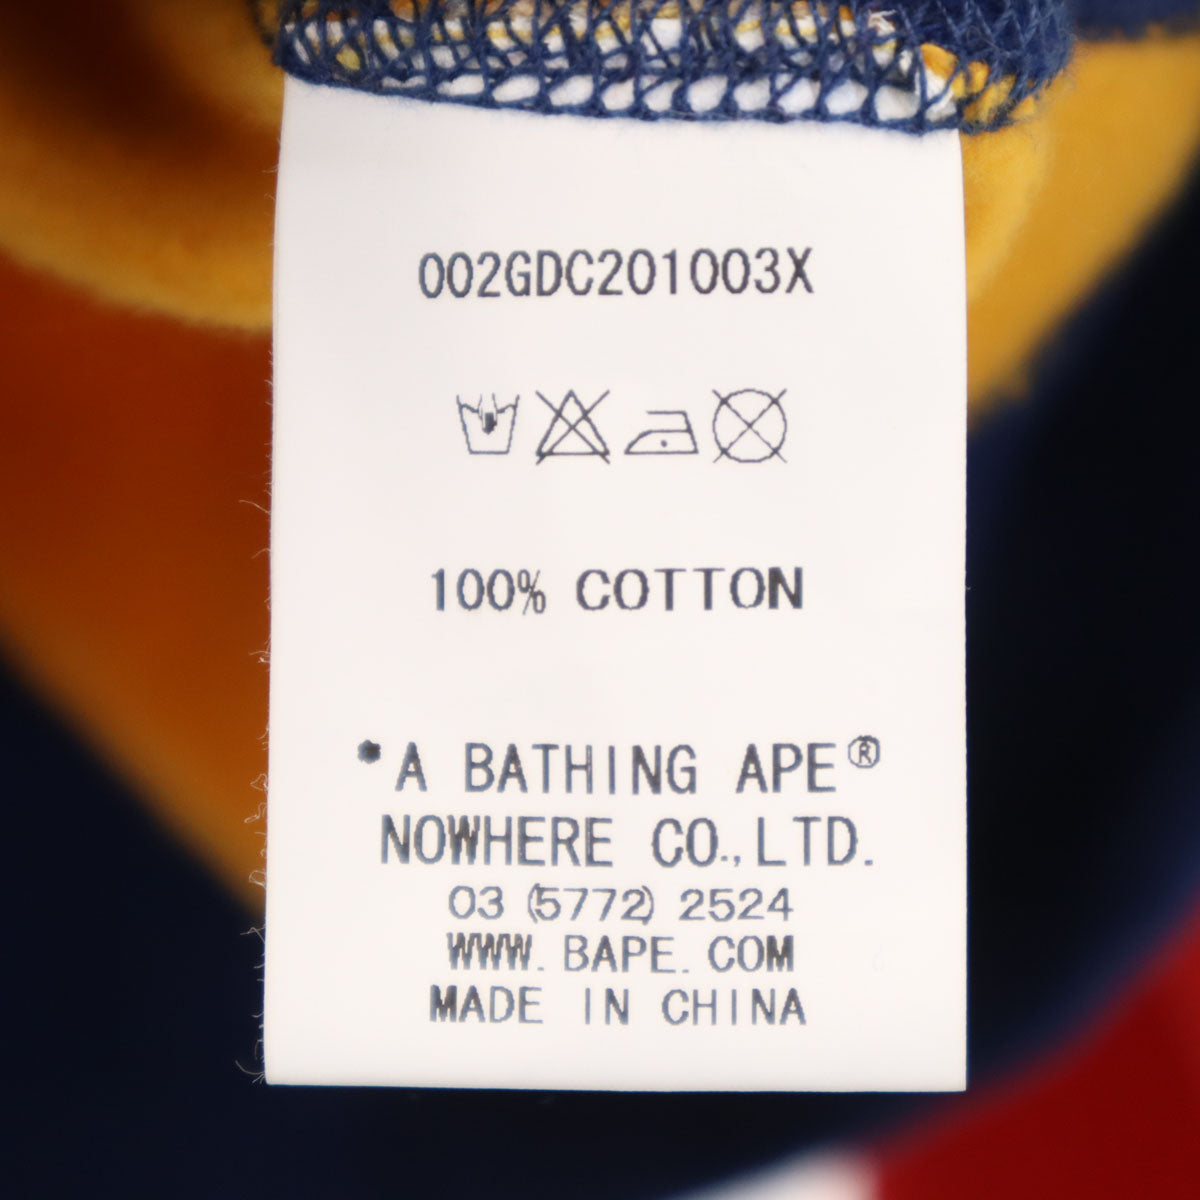 002GDC201003X
100% COTTON
*A BATHING APE®
NOWHERE CO.,LTD.
03 (5772) 2524
WWW.BAPE.COM
MADE IN CHINA